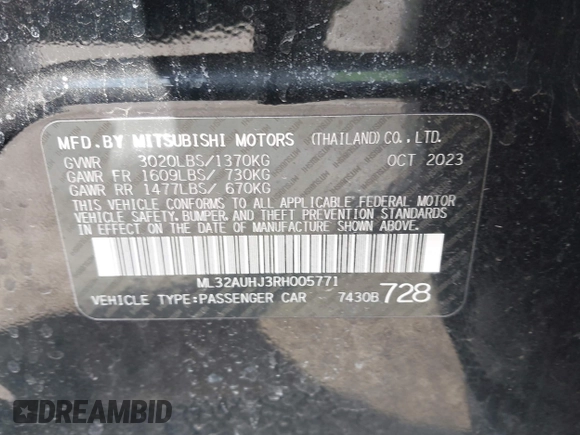 MFD.BY MITSUBISHI MOTORS (THAILAND)CO.,LTD.
GVWR 3020LBS/1370KG OCT 2023
GAWR FR 1609LBS/ 730KG
GAWR RR 1477LBS/ 670KG
THIS VEHICLE CONFORMS TO ALL APPLICABLE FEDERAL MOTOR
VEHICLE SAFETY, BUMPER, AND THEFT PREVENTION STANDARDS
IN EFFECT ON THE DATE OF MANUFACTURE SHOWN ABOVE.
ML32AUHJ3RH005771
VEHICLE TYPE:PASSENGER CAR 7430B 728
DREAMBID